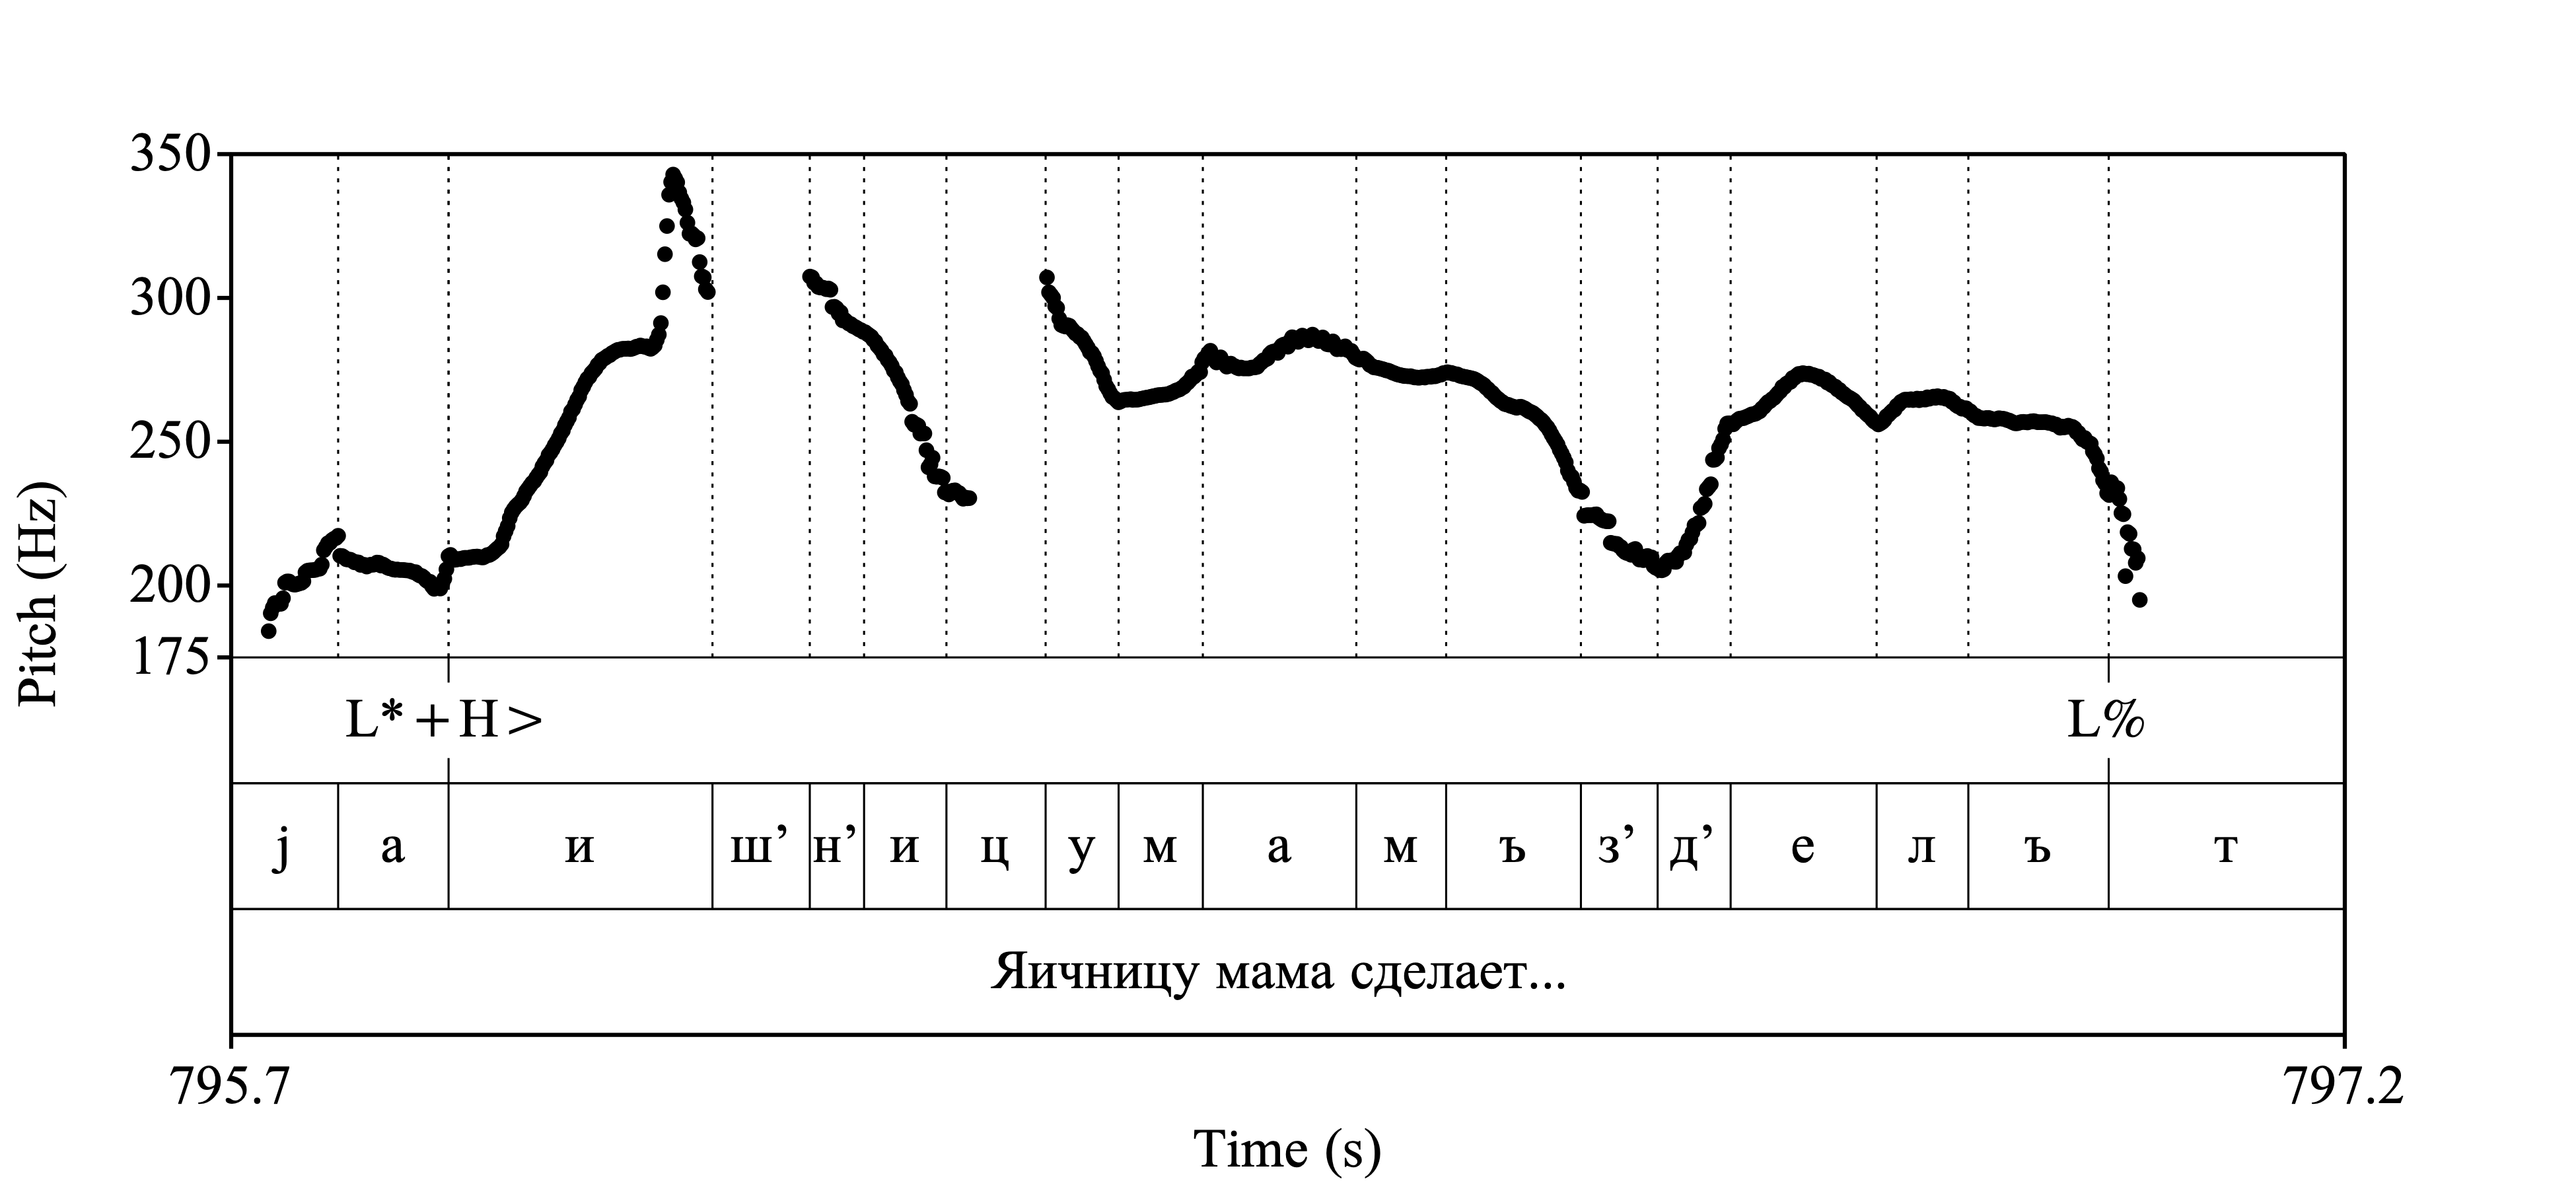 350
300
250
200
175
Pitch (Hz)
L*+H> L%
j а и ш’ н’ и ц у м а м ъ з’ д’ е л ъ т
Яичницу мама сделает...
795.7 797.2
Time (s)